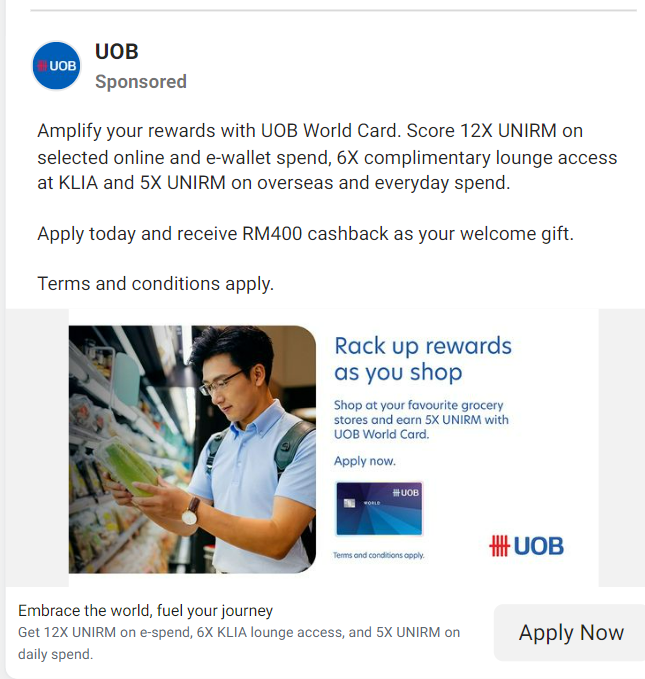 UOB
UOB
Sponsored
Amplify your rewards with UOB World Card. Score 12X UNIRM on
selected online and e-wallet spend, 6X complimentary lounge access
at KLIA and 5X UNIRM on overseas and everyday spend.
Apply today and receive RM400 cashback as your welcome gift.
Terms and conditions apply.
Rack up rewards
as you shop
Shop at your favourite grocery
stores and earn 5X UNIRM with
UOB World Card.
Apply now.
UOB
WORLD
Terms and conditions apply.
UOB
Embrace the world, fuel your journey
Get 12X UNIRM on e-spend, 6X KLIA lounge access, and 5X UNIRM on
daily spend.
Apply Now